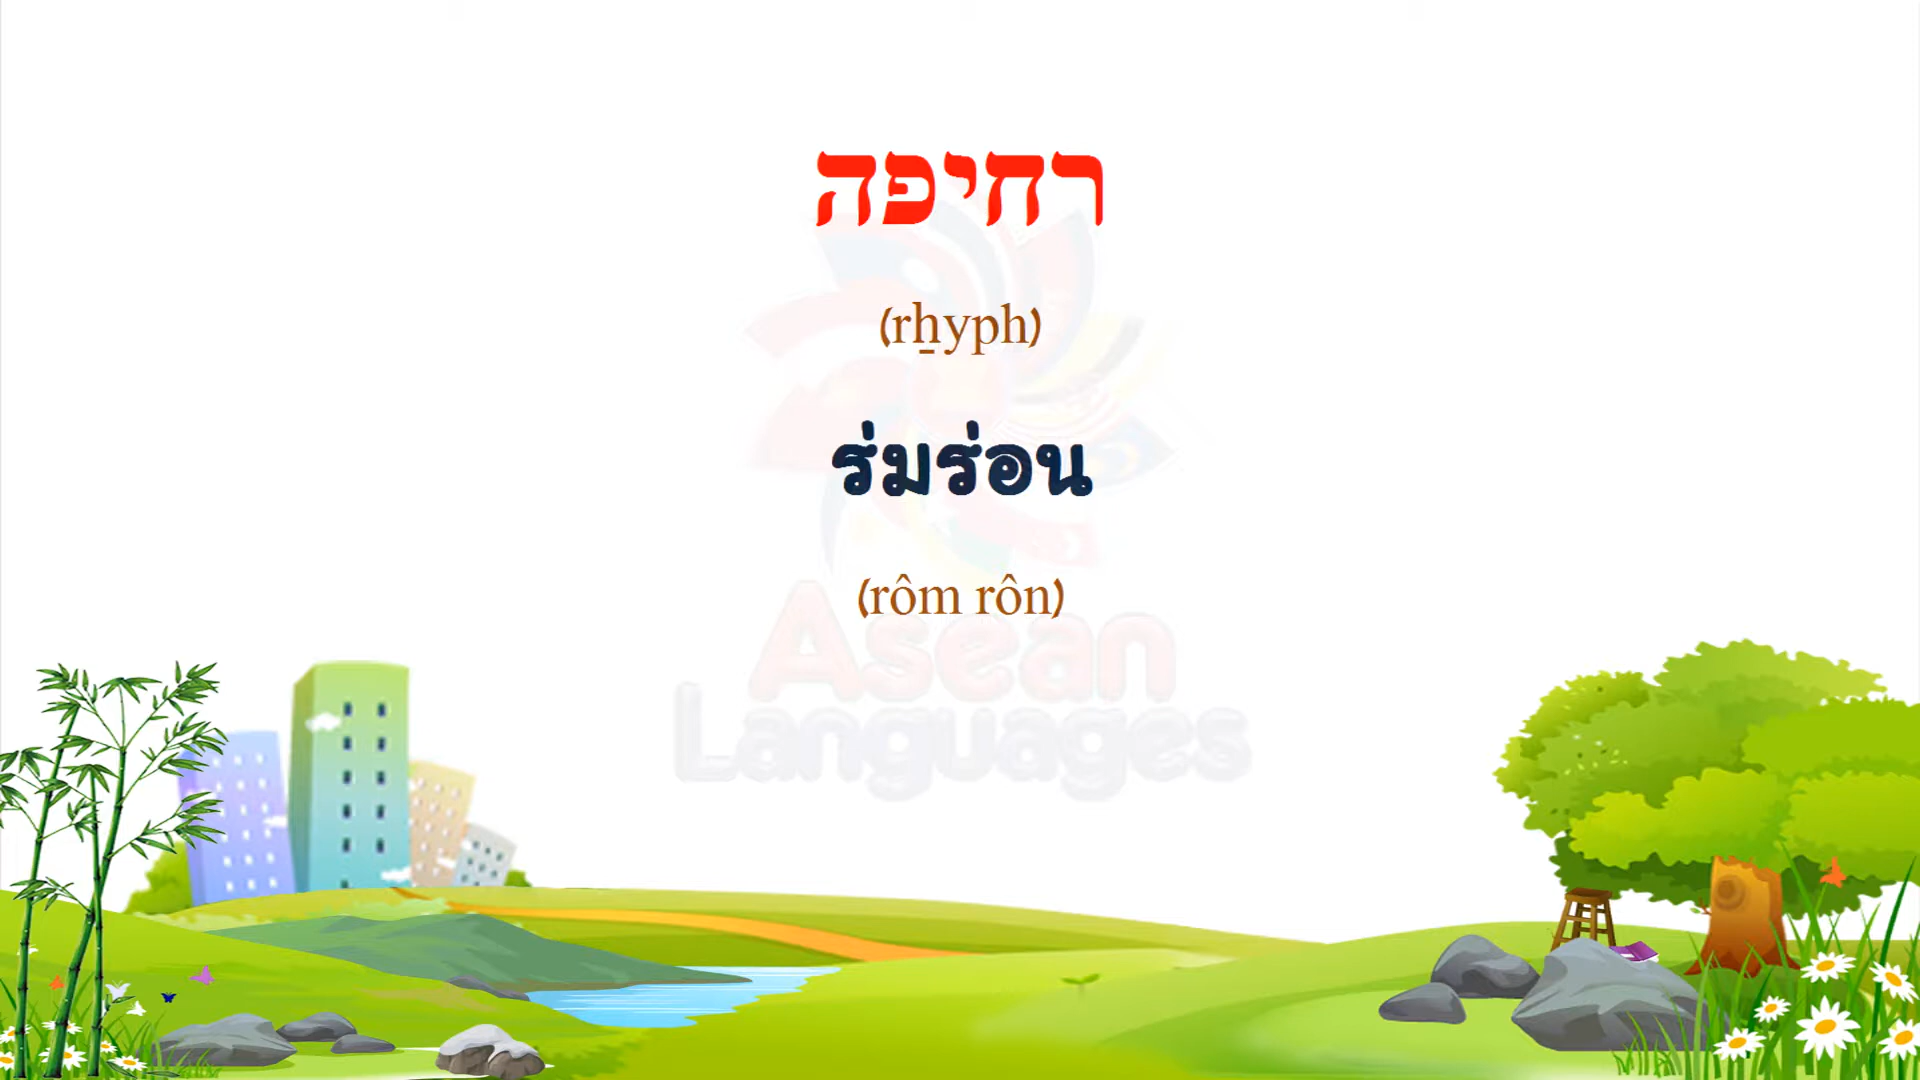 רחיפה
(rẖyph)
ร่มร่อน
(rôm rôn)
Asean
Languages